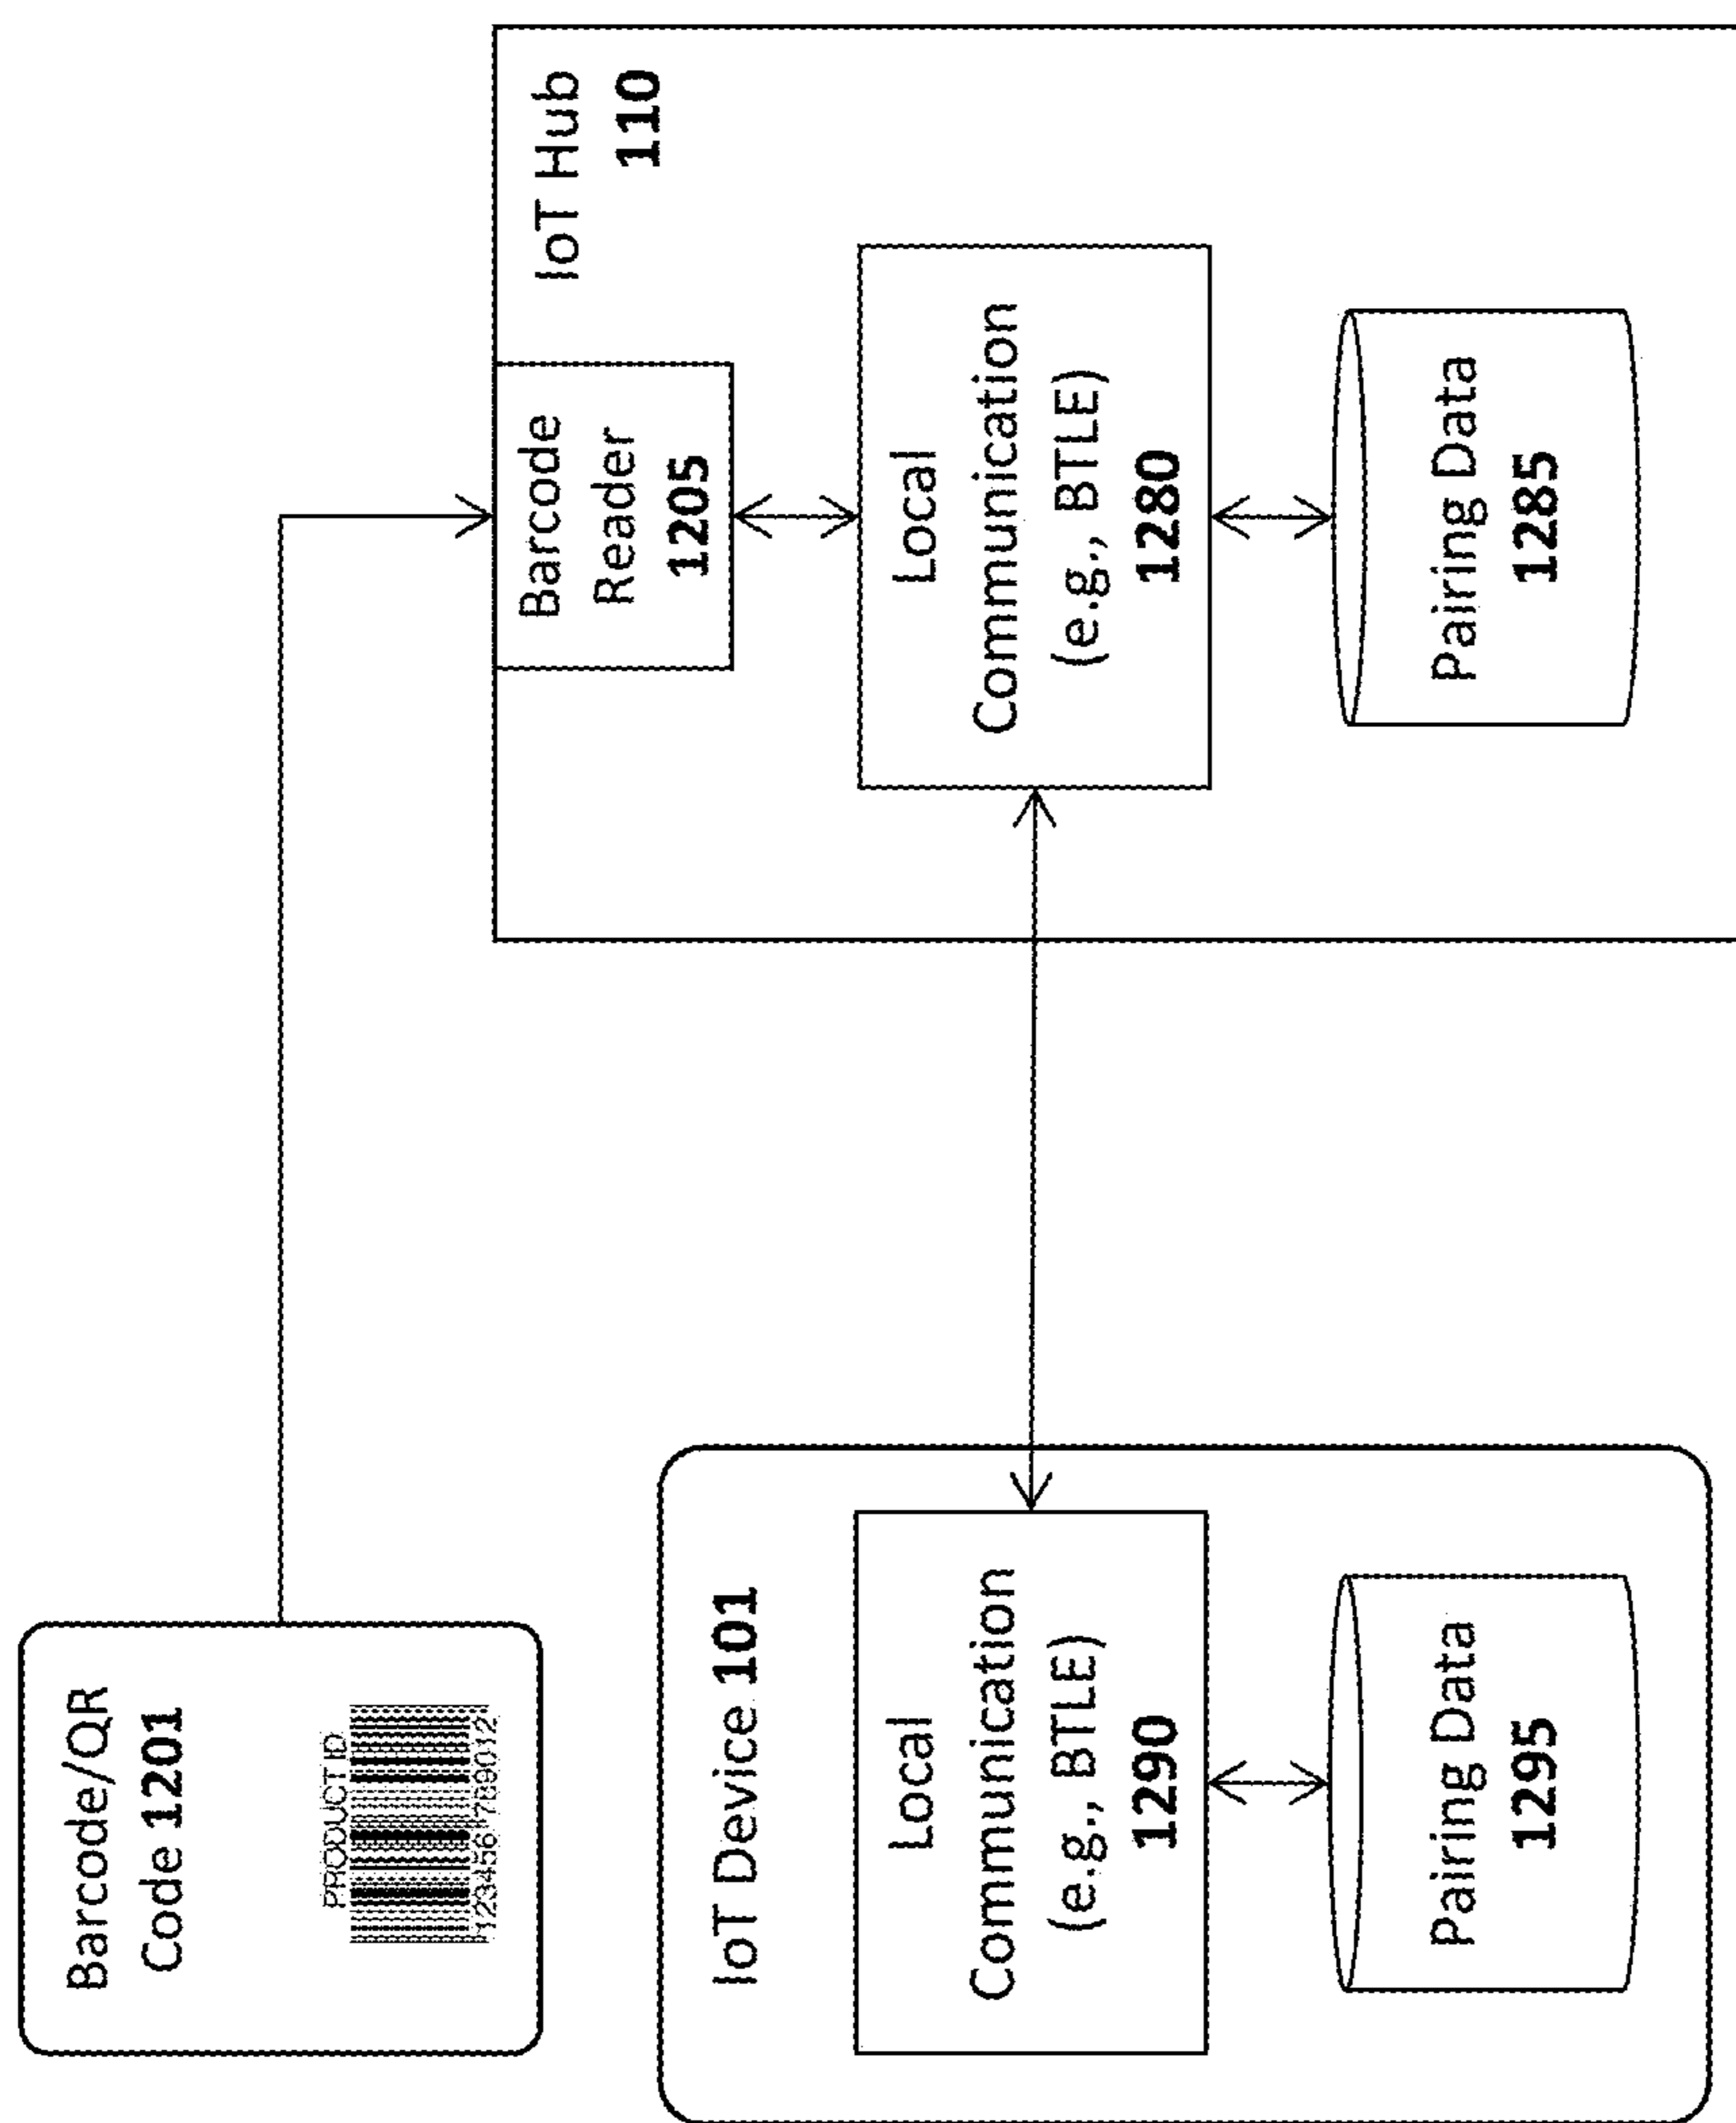 Barcode/QR
Code 1201
PRODUCT ID
123456 789012
IoT Device 101
Local
Communication
(e.g., BTLE)
1290
Pairing Data
1295
IoT Hub
110
Barcode
Reader
1205
Local
Communication
(e.g., BTLE)
1280
Pairing Data
1285